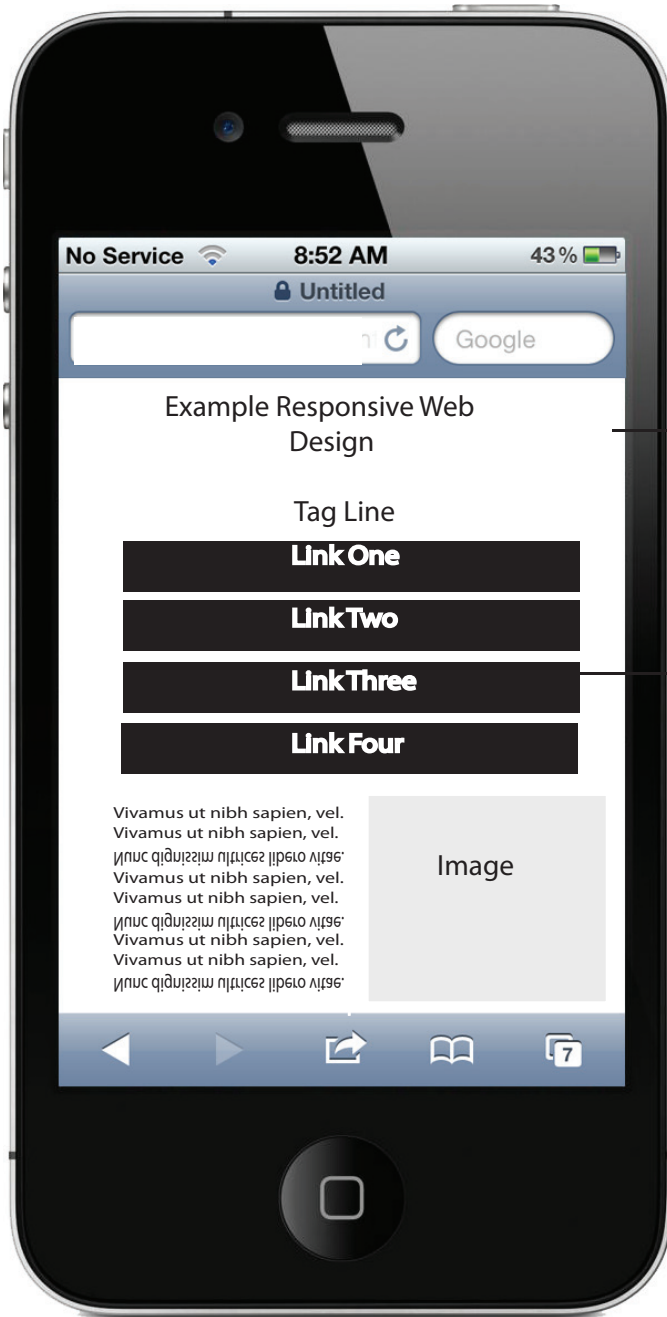 No Service 8:52 AM 43%
Untitled
Google
Example Responsive Web
Design
Tag Line
Link One
Link Two
Link Three
Link Four
Vivamus ut nibh sapien, vel.
Vivamus ut nibh sapien, vel.
Nunc dignissim ultrices libero vitae.
Vivamus ut nibh sapien, vel.
Vivamus ut nibh sapien, vel.
Nunc dignissim ultrices libero vitae.
Vivamus ut nibh sapien, vel.
Vivamus ut nibh sapien, vel.
Nunc dignissim ultrices libero vitae.
Image
7